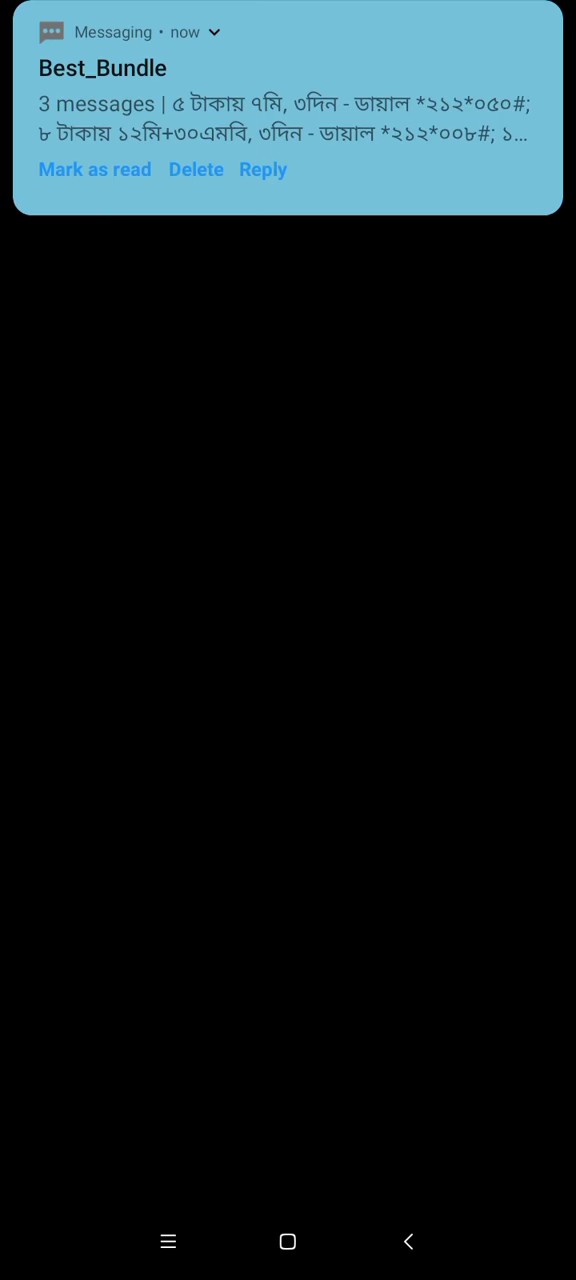 Messaging • now
Best_Bundle
3 messages | ৫ টাকায় ৭মি, ৩দিন - ডায়াল *২১২*০৫০#;
৮ টাকায় ১২মি+৩০এমবি, ৩দিন - ডায়াল *২১২*০০৮#; ১...
Mark as read Delete Reply